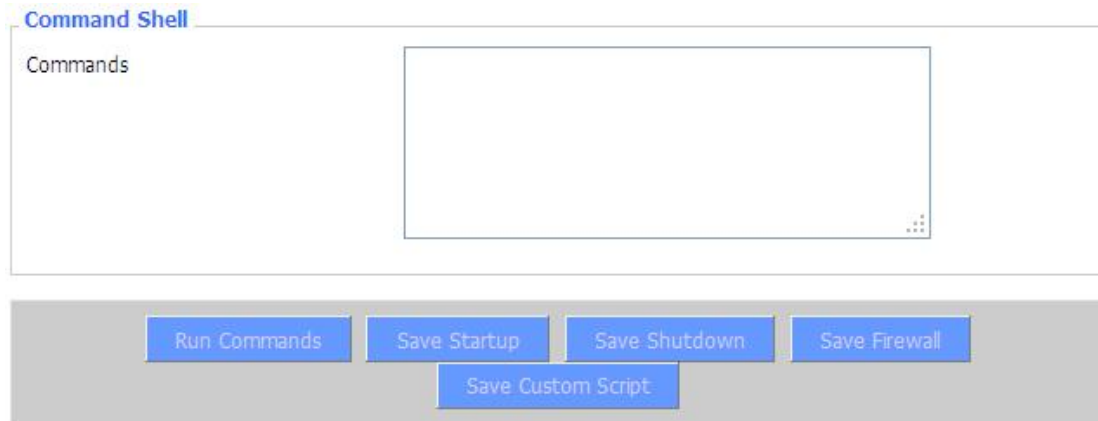 Command Shell
Commands
Run Commands Save Startup Save Shutdown Save Firewall
Save Custom Script